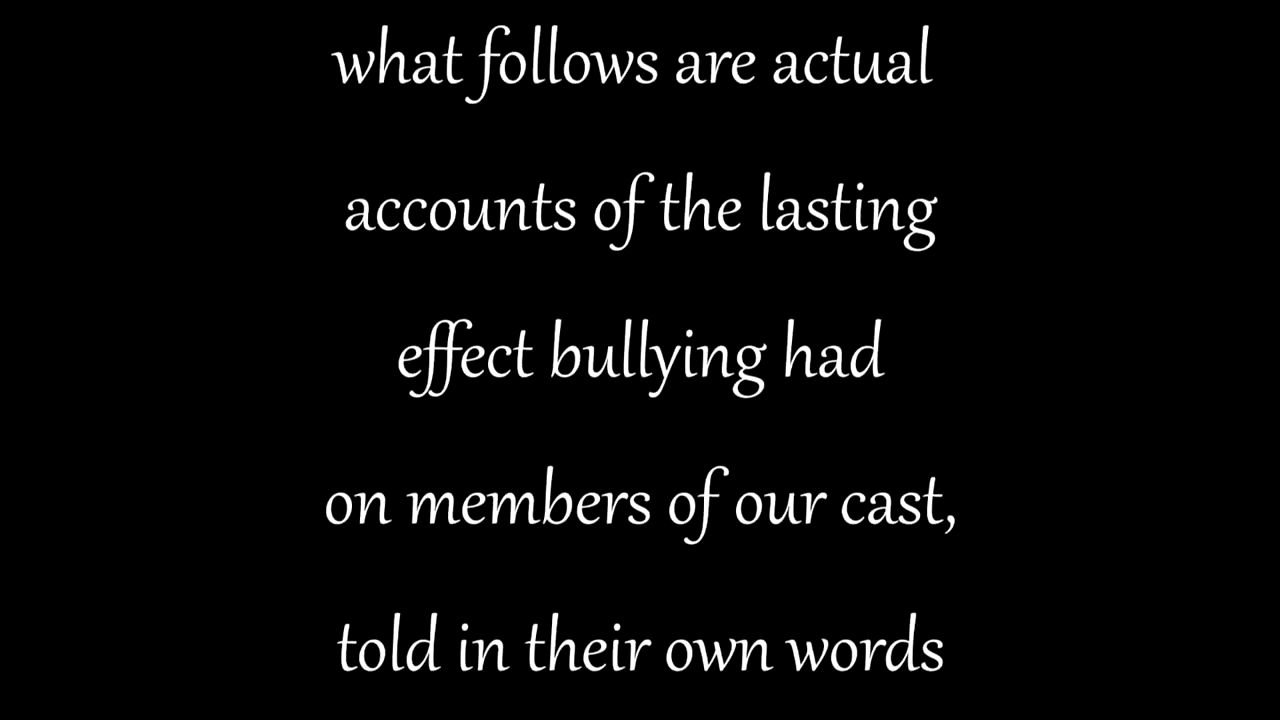 what follows are actual
accounts of the lasting
effect bullying had
on members of our cast,
told in their own words